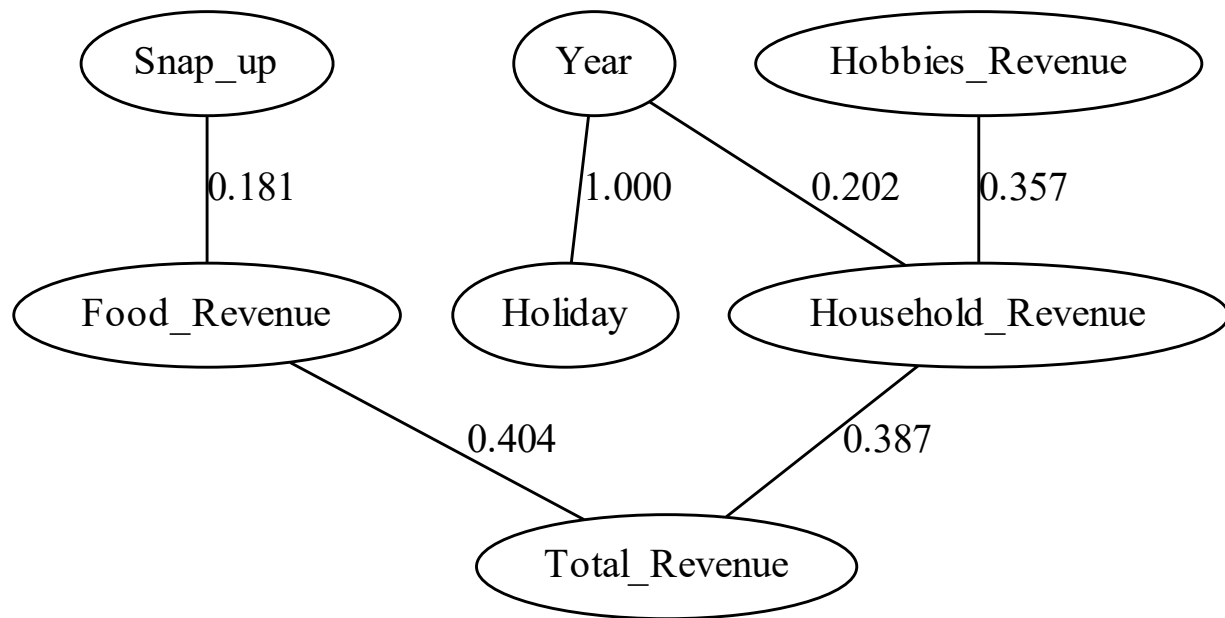 Snap_up
Year
Hobbies_Revenue
0.181
1.000
0.202
0.357
Food_Revenue
Holiday
Household_Revenue
0.404
0.387
Total_Revenue